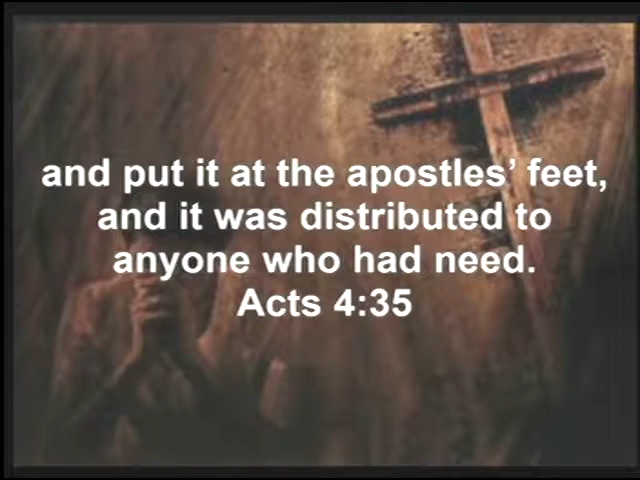 and put it at the apostles’ feet,
and it was distributed to
anyone who had need.
Acts 4:35